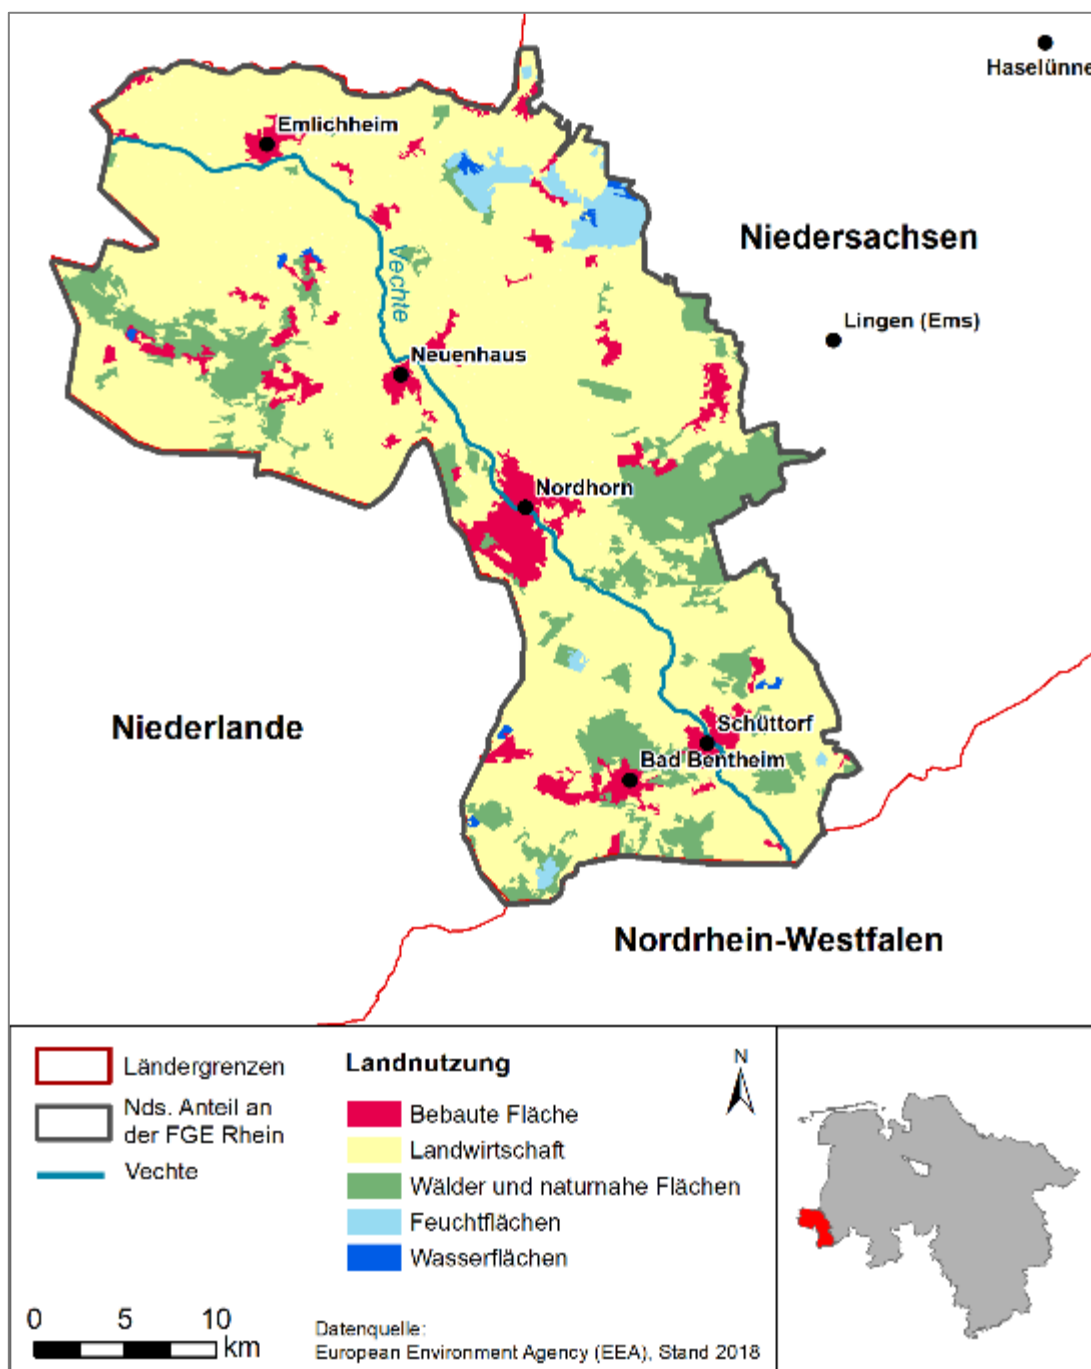 Haselünne
Emlichheim
Niedersachsen
Vechte
Lingen (Ems)
Neuenhaus
Nordhorn
Niederlande
Schüttorf
Bad Bentheim
Nordrhein-Westfalen
Ländergrenzen
Nds. Anteil an
der FGE Rhein
Vechte
Landnutzung
Bebaute Fläche
Landwirtschaft
Wälder und naturnahe Flächen
Feuchtflächen
Wasserflächen
N
0 5 10
km
Datenquelle:
European Environment Agency (EEA), Stand 2018